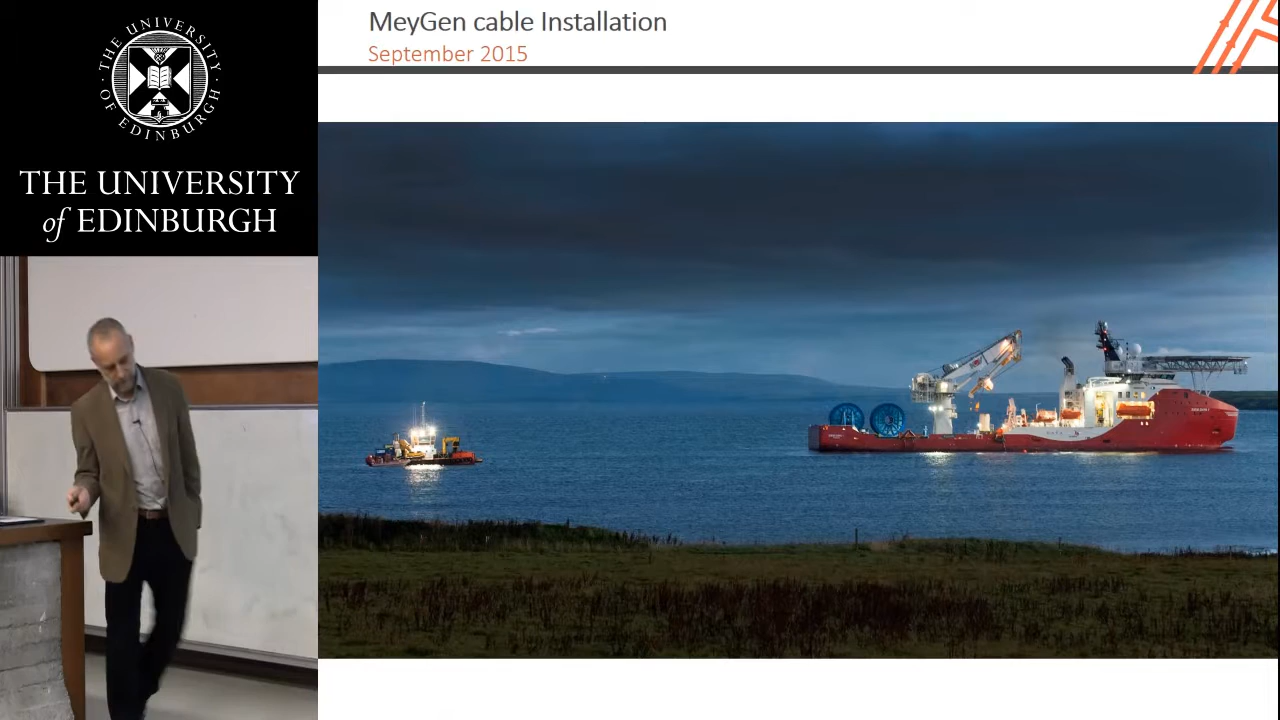 THE UNIVERSITY
· OF EDINBURGH ·
THE UNIVERSITY
of EDINBURGH
MeyGen cable Installation
September 2015